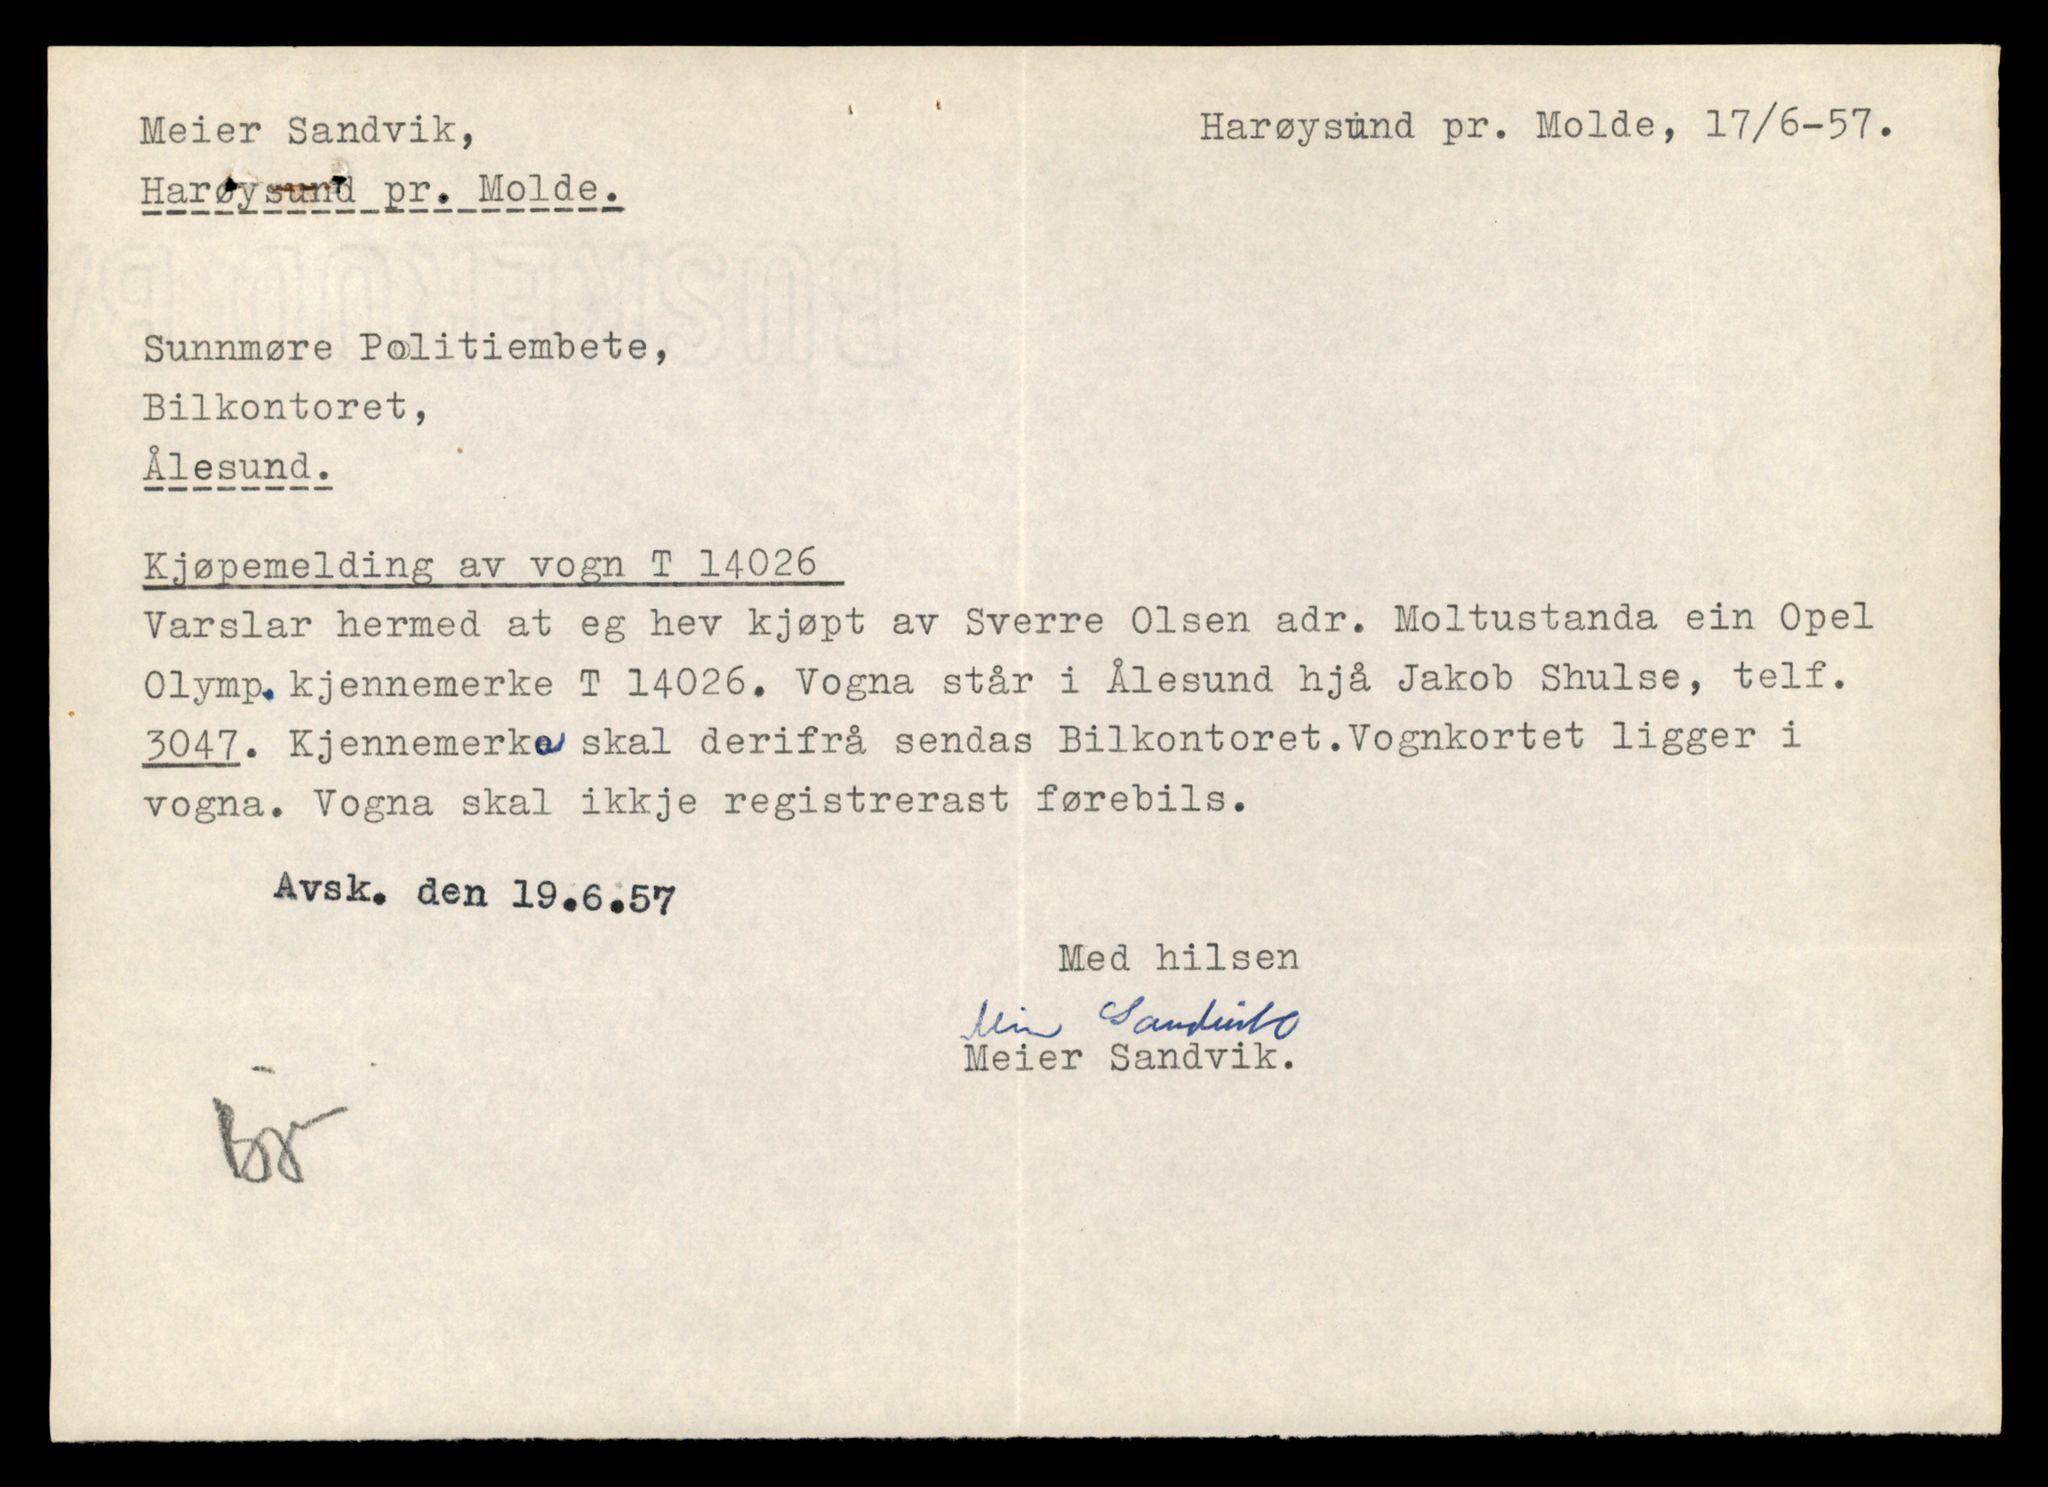 Meier Sandvik,
Harøysund pr. Molde, 17/6-57.
Harøysund pr. Molde.
Sunnmøre Politiembete,
Bilkontoret,
Ålesund.
Kjøpemelding av vogn T 14026
Varslar hermed at eg hev kjøpt av Sverre Olsen adr. Moltustanda ein Opel
Olymp. kjennemerke T 14026. Vogna står i Ålesund hjå Jakob Shulse, telf.
3047. Kjennemerke skal derifrå sendas Bilkontoret.Vognkortet ligger i
vogna. Vogna skal ikkje registrerast førebils.
Avsk. den 19.6.57
Med hilsen
Meier Sandvik
Meier Sandvik.